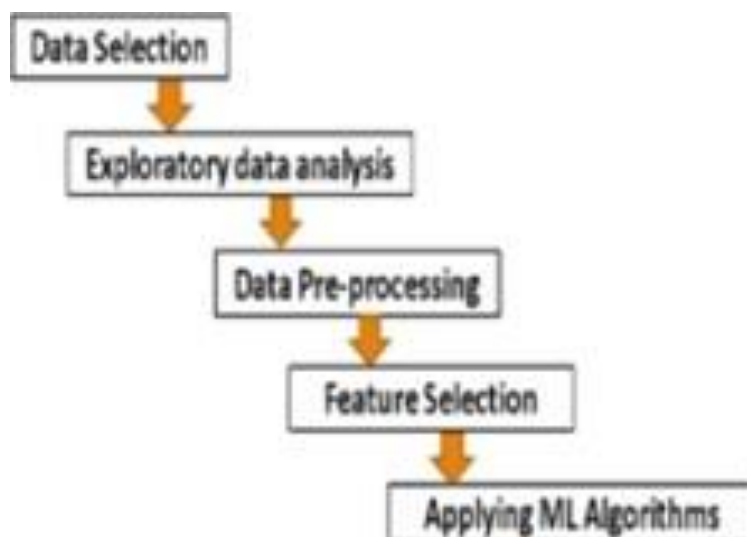 Data Selection
Exploratory data analysis
Data Pre-processing
Feature Selection
Applying ML Algorithms